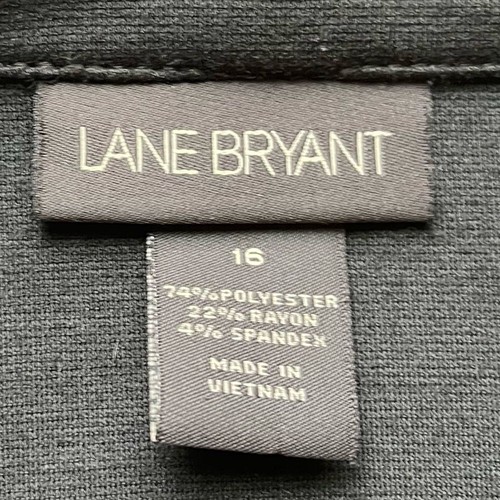 LANE BRYANT
16
74%POLYESTER
22% RAYON
4% SPANDEX
MADE IN
VIETNAM